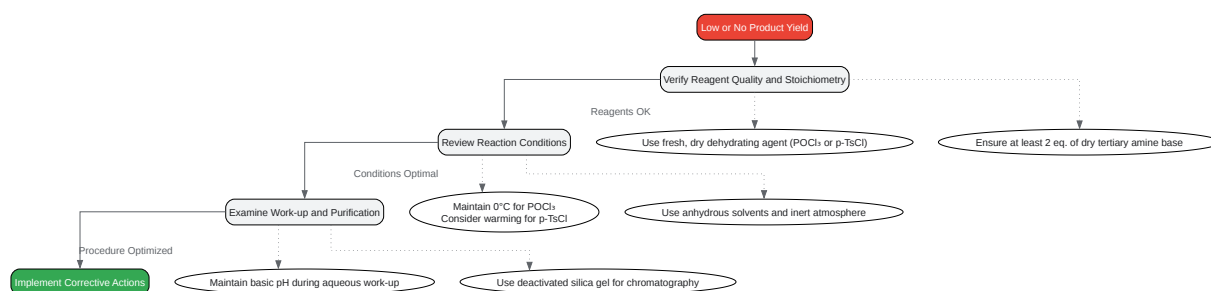 Low or No Product Yield
Verify Reagent Quality and Stoichiometry
Reagents OK
Review Reaction Conditions
Use fresh, dry dehydrating agent (POCl₃ or p-TsCl)
Ensure at least 2 eq. of dry tertiary amine base
Conditions Optimal
Examine Work-up and Purification
Maintain 0°C for POCl₃
Consider warming for p-TsCl
Use anhydrous solvents and inert atmosphere
Procedure Optimized
Implement Corrective Actions
Maintain basic pH during aqueous work-up
Use deactivated silica gel for chromatography